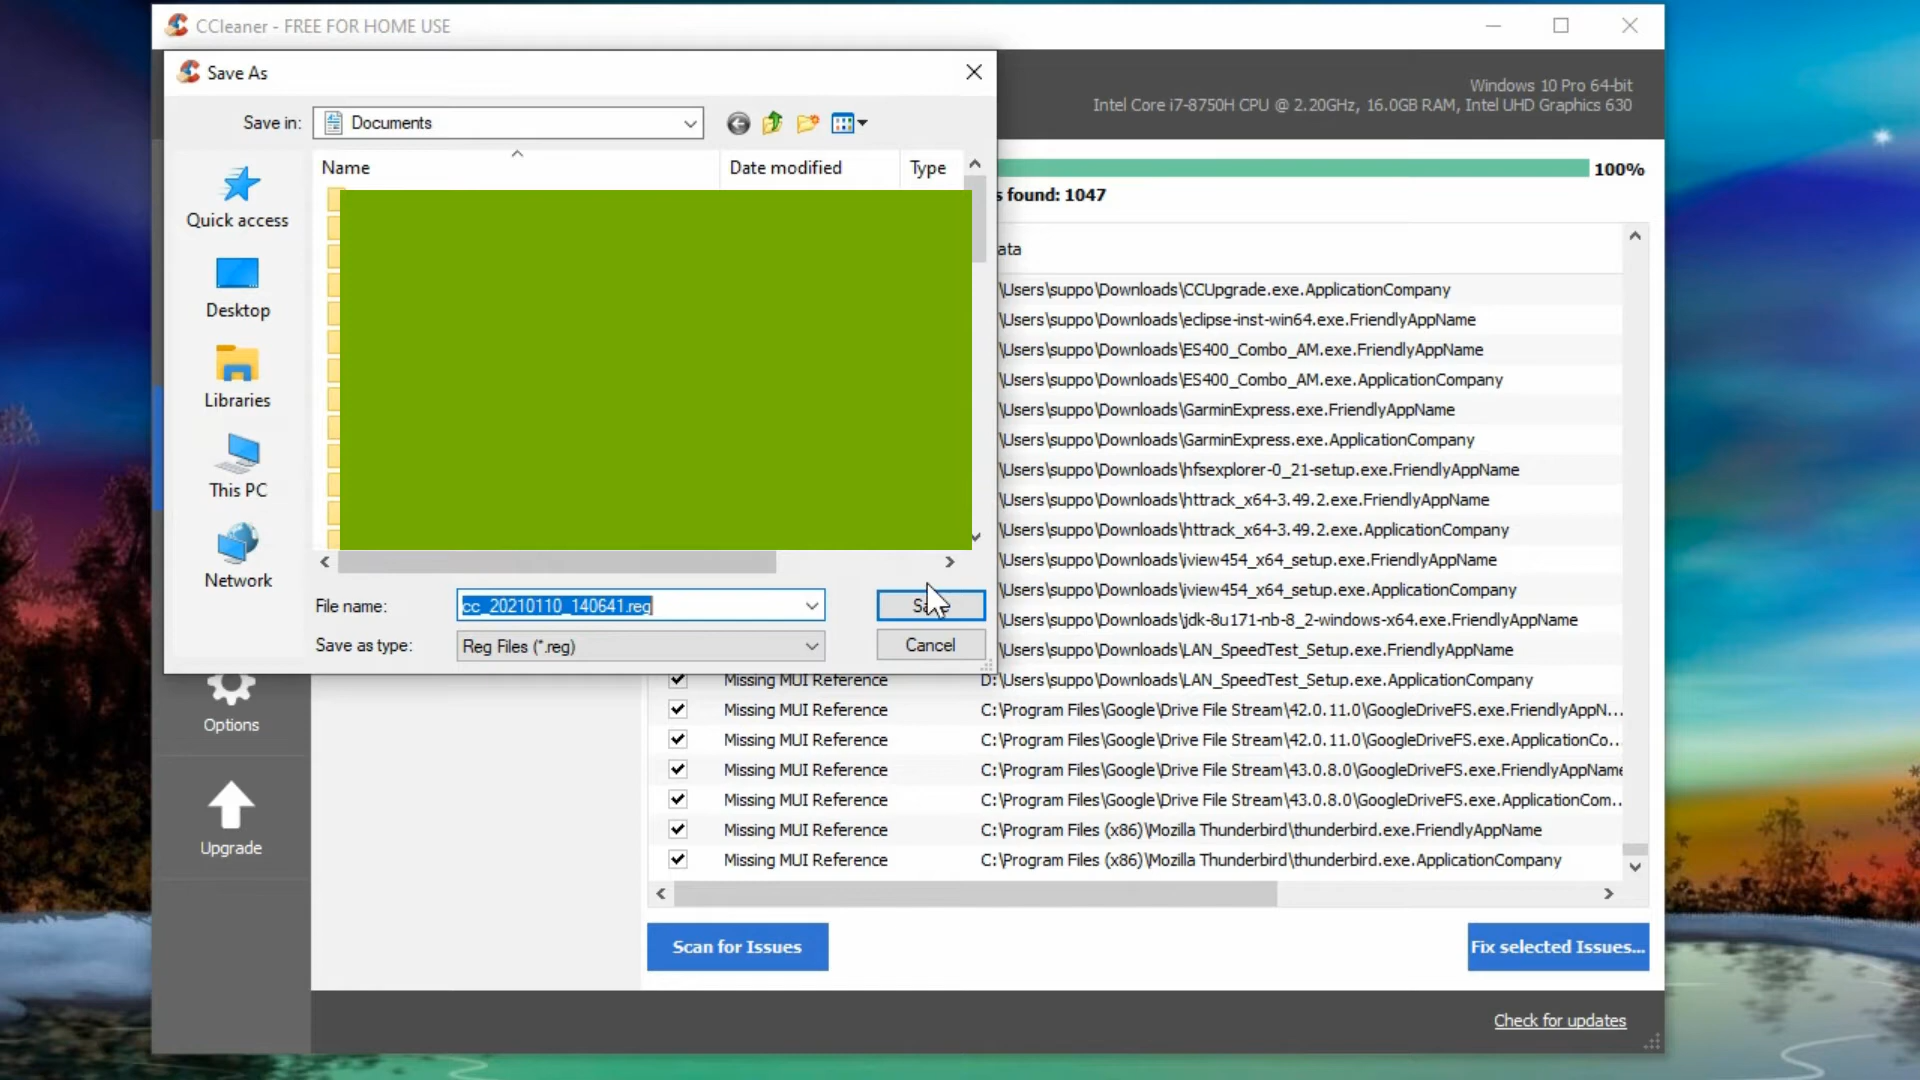 CCleaner - FREE FOR HOME USE
Save As
Windows 10 Pro 64-bit
Intel Core i7-8750H CPU @ 2.20GHz, 16.0GB RAM, Intel UHD Graphics 630
Save in: Documents
Name Date modified Type
Quick access
Desktop
Libraries
This PC
Network
File name: cc_20210110_140641.reg
Save as type: Reg Files (*.reg)
Cancel
100%
found: 1047
\Users\suppo\Downloads\CCUpgrade.exe.ApplicationCompany
\Users\suppo\Downloads\eclipse-inst-win64.exe.FriendlyAppName
\Users\suppo\Downloads\ES400_Combo_AM.exe.FriendlyAppName
\Users\suppo\Downloads\ES400_Combo_AM.exe.ApplicationCompany
\Users\suppo\Downloads\GarminExpress.exe.FriendlyAppName
\Users\suppo\Downloads\GarminExpress.exe.ApplicationCompany
\Users\suppo\Downloads\hfsexplorer-0_21-setup.exe.FriendlyAppName
\Users\suppo\Downloads\httrack_x64-3.49.2.exe.FriendlyAppName
\Users\suppo\Downloads\httrack_x64-3.49.2.exe.ApplicationCompany
\Users\suppo\Downloads\iview454_x64_setup.exe.FriendlyAppName
\Users\suppo\Downloads\iview454_x64_setup.exe.ApplicationCompany
\Users\suppo\Downloads\jdk-8u171-nb-8_2-windows-x64.exe.FriendlyAppName
\Users\suppo\Downloads\LAN_SpeedTest_Setup.exe.FriendlyAppName
Missing MUI Reference D:\Users\suppo\Downloads\LAN_SpeedTest_Setup.exe.ApplicationCompany
Missing MUI Reference C:\Program Files\Google\Drive File Stream\42.0.11.0\GoogleDriveFS.exe.FriendlyAppN...
Missing MUI Reference C:\Program Files\Google\Drive File Stream\42.0.11.0\GoogleDriveFS.exe.ApplicationCo...
Missing MUI Reference C:\Program Files\Google\Drive File Stream\43.0.8.0\GoogleDriveFS.exe.FriendlyAppName
Missing MUI Reference C:\Program Files\Google\Drive File Stream\43.0.8.0\GoogleDriveFS.exe.ApplicationCom...
Missing MUI Reference C:\Program Files (x86)\Mozilla Thunderbird\thunderbird.exe.FriendlyAppName
Missing MUI Reference C:\Program Files (x86)\Mozilla Thunderbird\thunderbird.exe.ApplicationCompany
Options
Upgrade
Scan for Issues
Fix selected Issues...
Check for updates